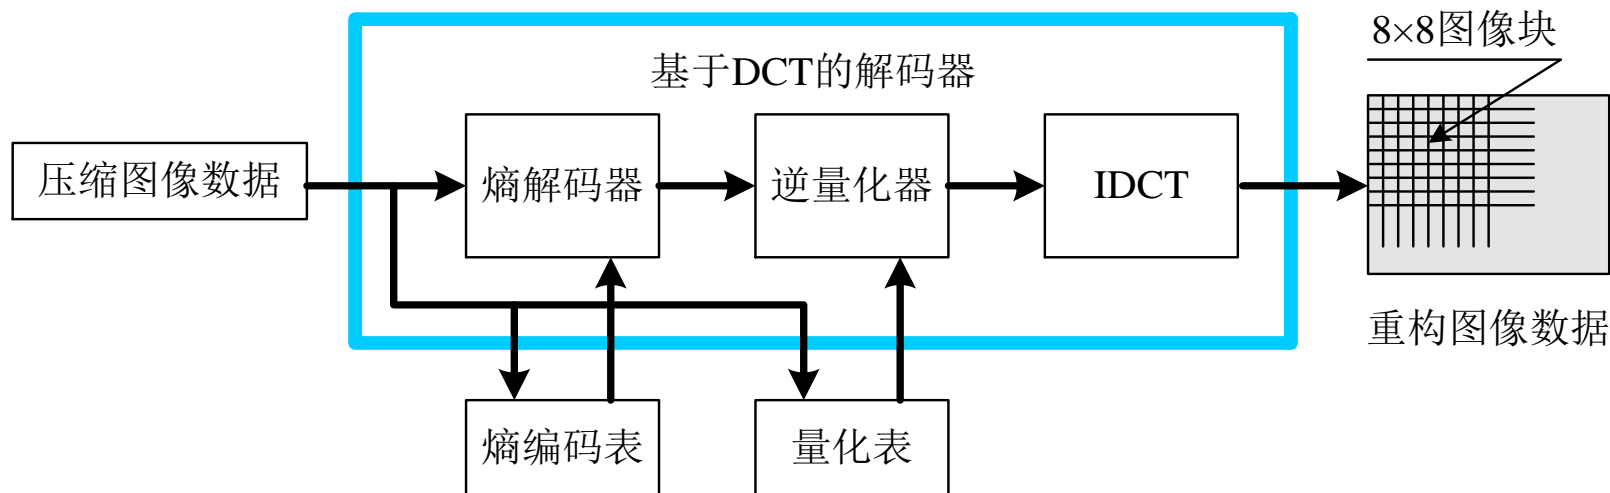 8×8图像块
基于DCT的解码器
压缩图像数据
熵解码器
逆量化器
IDCT
重构图像数据
熵编码表
量化表